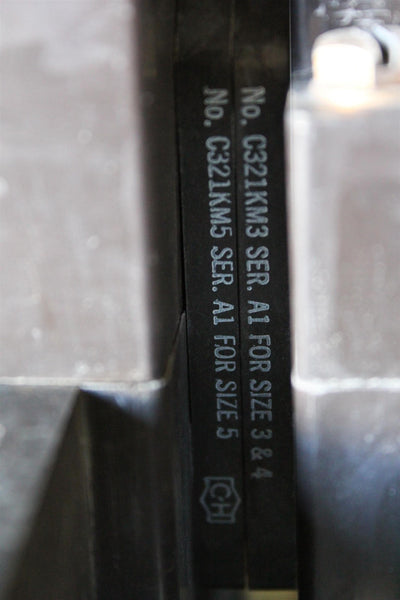 No. C321KM3 SER. A1 FOR SIZE 3 & 4
No. C321KM5 SER. A1 FOR SIZE 5
CH